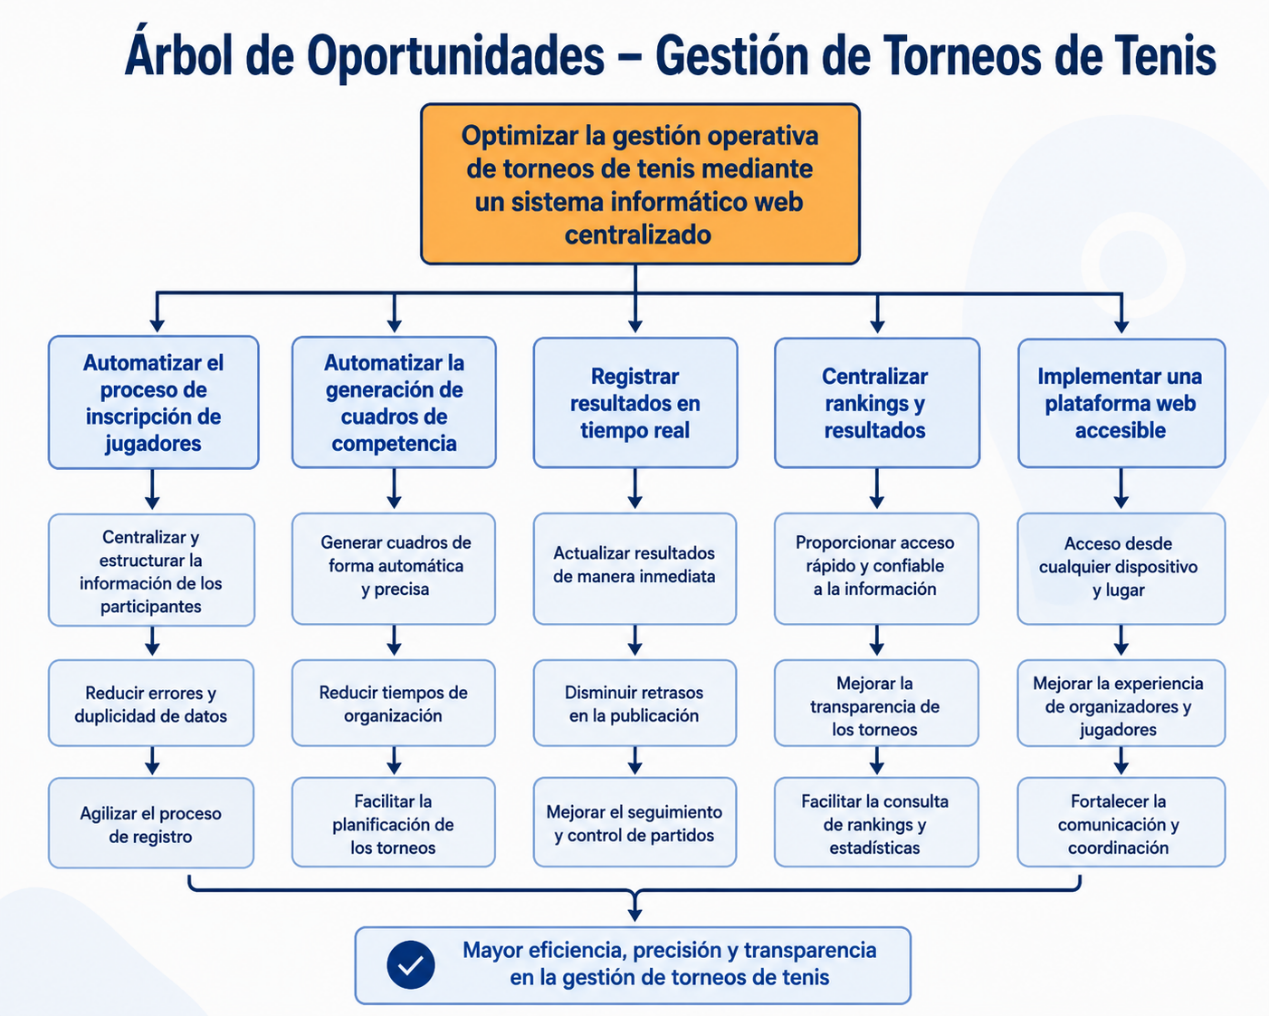 Árbol de Oportunidades – Gestión de Torneos de Tenis
Optimizar la gestión operativa
de torneos de tenis mediante
un sistema informático web
centralizado
Automatizar el
proceso de
inscripción de
jugadores
Automatizar la
generación de
cuadros de
competencia
Registrar
resultados en
tiempo real
Centralizar
rankings y
resultados
Implementar una
plataforma web
accesible
Centralizar y
estructurar la
información de los
participantes
Generar cuadros de
forma automática
y precisa
Actualizar resultados
de manera inmediata
Proporcionar acceso
rápido y confiable
a la información
Acceso desde
cualquier dispositivo
y lugar
Reducir errores y
duplicidad de datos
Reducir tiempos de
organización
Disminuir retrasos
en la publicación
Mejorar la
transparencia de
los torneos
Mejorar la experiencia
de organizadores y
jugadores
Agilizar el proceso
de registro
Facilitar la
planificación de
los torneos
Mejorar el seguimiento
y control de partidos
Facilitar la consulta
de rankings y
estadísticas
Fortalecer la
comunicación y
coordinación
Mayor eficiencia, precisión y transparencia
en la gestión de torneos de tenis